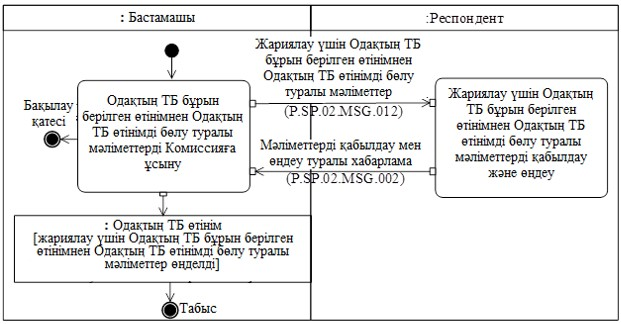 : Бастамашы
:Респондент
Жариялау үшін Одақтың ТБ
бұрын берілген өтінімнен
Одақтың ТБ өтінімді бөлу
туралы мәліметтер
(P.SP.02.MSG.012)
Бақылау
қатесі
Одақтың ТБ бұрын
берілген өтінімнен Одақтың
ТБ өтінімді бөлу туралы
мәліметтерді Комиссияға
ұсыну
Жариялау үшін Одақтың
ТБ бұрын берілген
өтінімнен Одақтың ТБ
өтінімді бөлу туралы
мәліметтерді қабылдау
және өңдеу
Мәліметтерді қабылдау мен
өңдеу туралы хабарлама
(P.SP.02.MSG.002)
: Одақтың ТБ өтінім
[жариялау үшін Одақтың ТБ бұрын берілген
өтінімнен Одақтың ТБ өтінімді бөлу туралы
мәліметтер өңделді]
Табыс